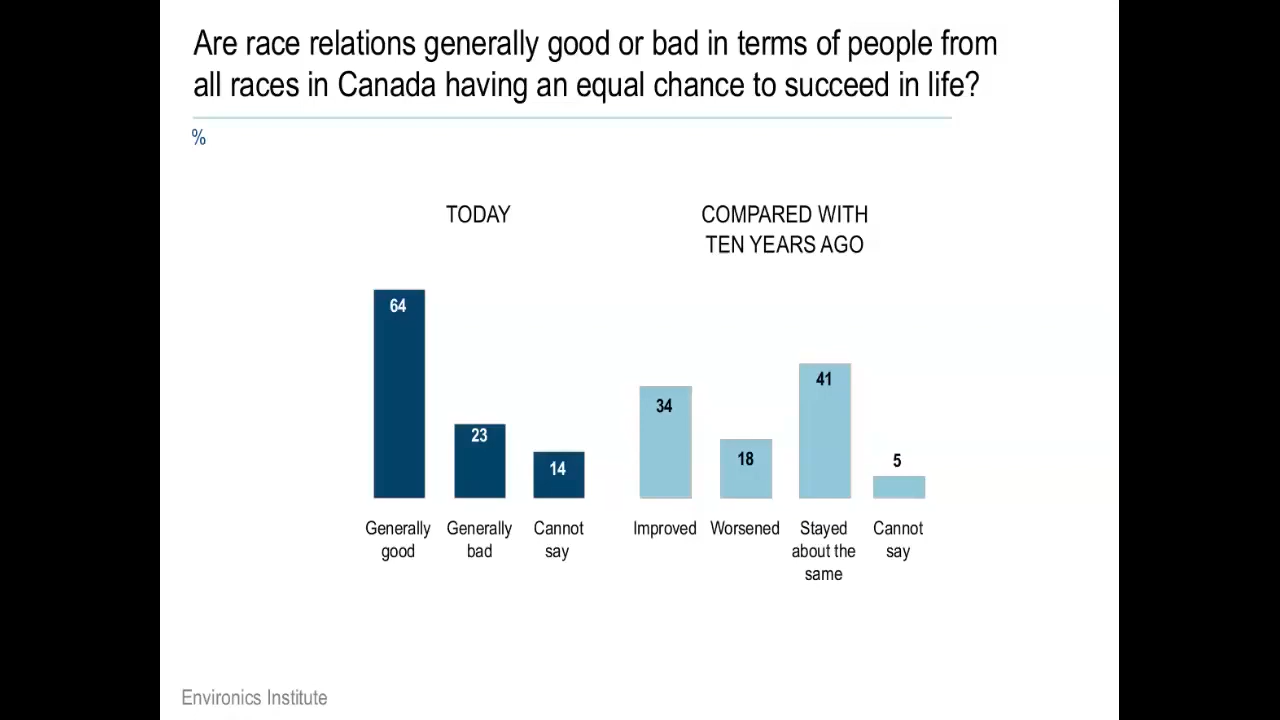 Are race relations generally good or bad in terms of people from
all races in Canada having an equal chance to succeed in life?
%
TODAY
COMPARED WITH
TEN YEARS AGO
64
23
14
34
18
41
5
Generally
good
Generally
bad
Cannot
say
Improved
Worsened
Stayed
about the
same
Cannot
say
Environics Institute